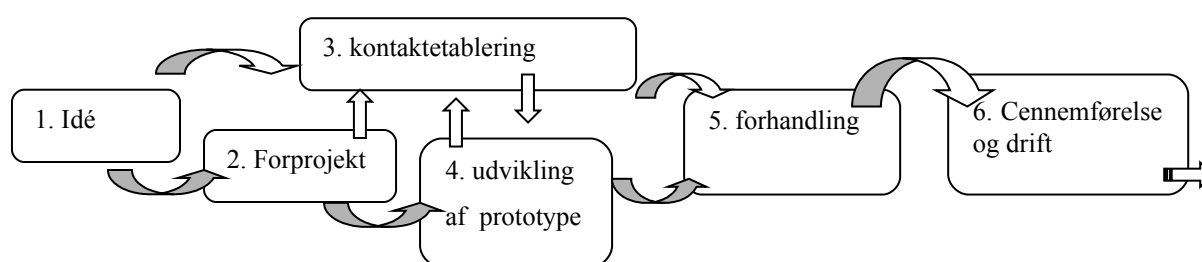 1. Idé
2. Forprojekt
3. kontaktetablering
4. udvikling
af prototype
5. forhandling
6. Cennemførelse
og drift